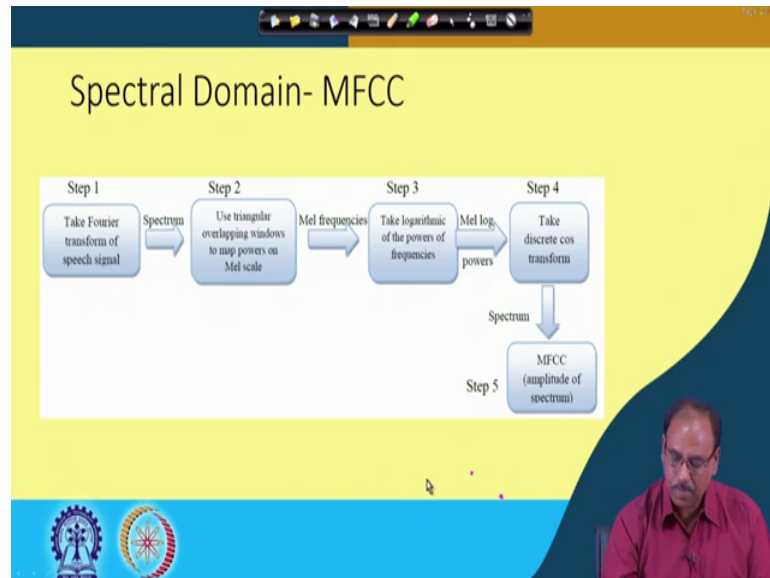 Spectral Domain- MFCC
Step 1
Take Fourier
transform of
speech signal
Spectrum
Step 2
Use triangular
overlapping windows
to map powers on
Mel scale
Mel frequencies
Step 3
Take logarithmic
of the powers of
frequencies
Mel log
powers
Step 4
Take
discrete cos
transform
Spectrum
Step 5
MFCC
(amplitude of
spectrum)